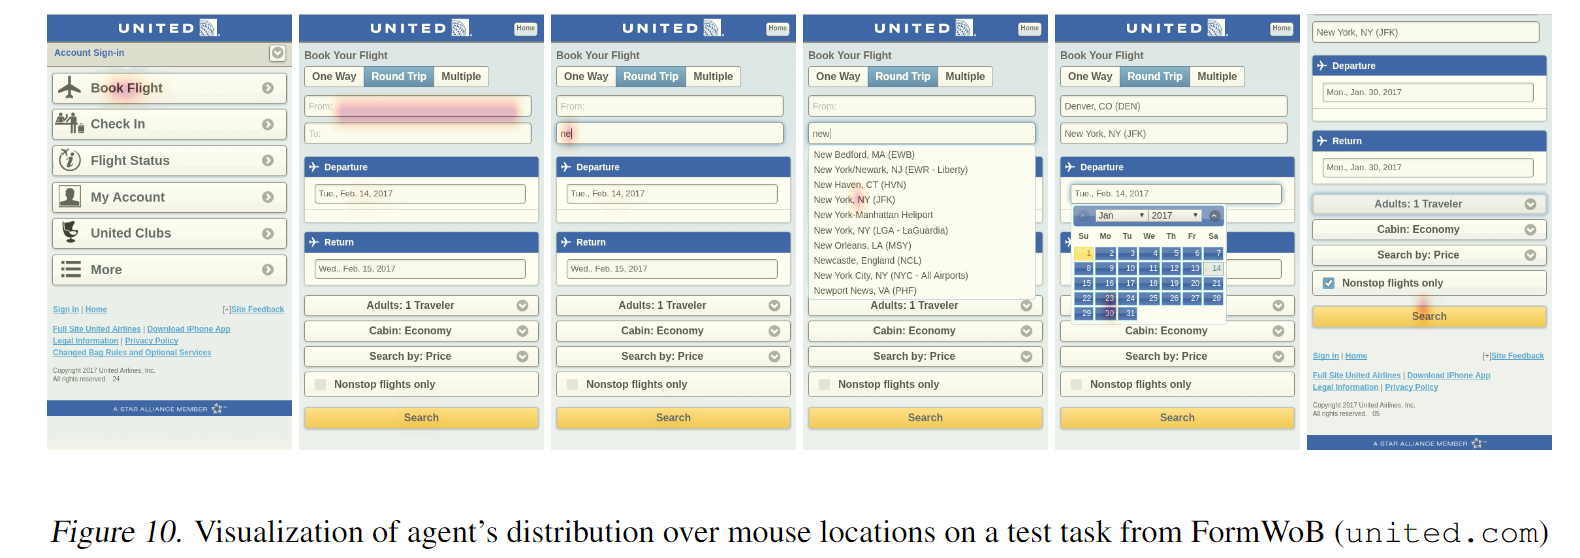 UNITED
Account Sign-in
Book Flight
Check In
Flight Status
My Account
United Clubs
More
Sign in | Home [+]Site Feedback
Full Site United Airlines | Download iPhone App
Legal Information | Privacy Policy
Changed Bag Rules and Optional Services
Copyright 2017 United Airlines, Inc.
All rights reserved. 24
A STAR ALLIANCE MEMBER
UNITED Home
Book Your Flight
One Way Round Trip Multiple
From:
To:
Departure
Tue., Feb. 14, 2017
Return
Wed., Feb. 15, 2017
Adults: 1 Traveler
Cabin: Economy
Search by: Price
Nonstop flights only
Search
UNITED Home
Book Your Flight
One Way Round Trip Multiple
From:
ne
Departure
Tue., Feb. 14, 2017
Return
Wed., Feb. 15, 2017
Adults: 1 Traveler
Cabin: Economy
Search by: Price
Nonstop flights only
Search
UNITED Home
Book Your Flight
One Way Round Trip Multiple
From:
new
New Bedford, MA (EWB)
New York/Newark, NJ (EWR - Liberty)
New Haven, CT (HVN)
New York, NY (JFK)
New York-Manhattan Heliport
New York, NY (LGA - LaGuardia)
New Orleans, LA (MSY)
Newcastle, England (NCL)
New York City, NY (NYC - All Airports)
Newport News, VA (PHF)
Adults: 1 Traveler
Cabin: Economy
Search by: Price
Nonstop flights only
Search
UNITED Home
Book Your Flight
One Way Round Trip Multiple
Denver, CO (DEN)
New York, NY (JFK)
Departure
Tue., Feb. 14, 2017
Jan 2017
Su Mo Tu We Th Fr Sa
1 2 3 4 5 6 7
8 9 10 11 12 13 14
15 16 17 18 19 20 21
22 23 24 25 26 27 28
29 30 31
Cabin: Economy
Search by: Price
Nonstop flights only
Search
New York, NY (JFK)
Departure
Mon., Jan. 30, 2017
Return
Mon., Jan. 30, 2017
Adults: 1 Traveler
Cabin: Economy
Search by: Price
Nonstop flights only
Search
Sign in | Home [+]Site Feedback
Full Site United Airlines | Download iPhone App
Legal Information | Privacy Policy
Copyright 2017 United Airlines, Inc.
All rights reserved. 05
A STAR ALLIANCE MEMBER
Figure 10. Visualization of agent's distribution over mouse locations on a test task from FormWoB (united.com)